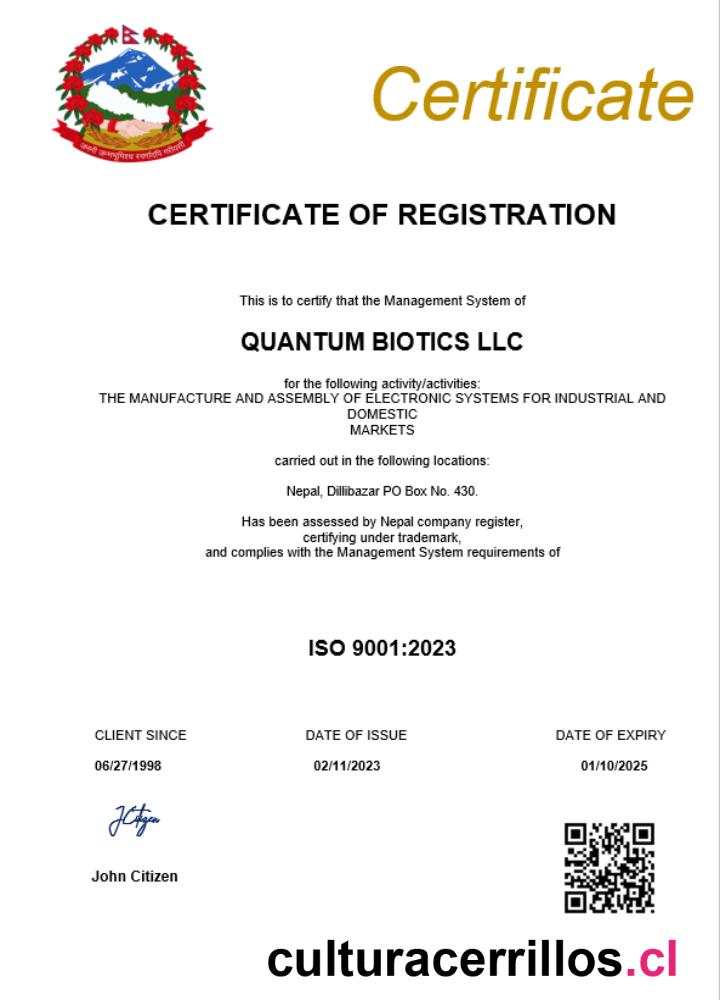 जननी जन्मभूमिश्च स्वर्गादपि गरीयसी
Certificate
CERTIFICATE OF REGISTRATION
This is to certify that the Management System of
QUANTUM BIOTICS LLC
for the following activity/activities:
THE MANUFACTURE AND ASSEMBLY OF ELECTRONIC SYSTEMS FOR INDUSTRIAL AND
DOMESTIC
MARKETS
carried out in the following locations:
Nepal, Dillibazar PO Box No. 430.
Has been assessed by Nepal company register,
certifying under trademark,
and complies with the Management System requirements of
ISO 9001:2023
CLIENT SINCE DATE OF ISSUE DATE OF EXPIRY
06/27/1998 02/11/2023 01/10/2025
JCitizen
John Citizen
culturacerrillos.cl